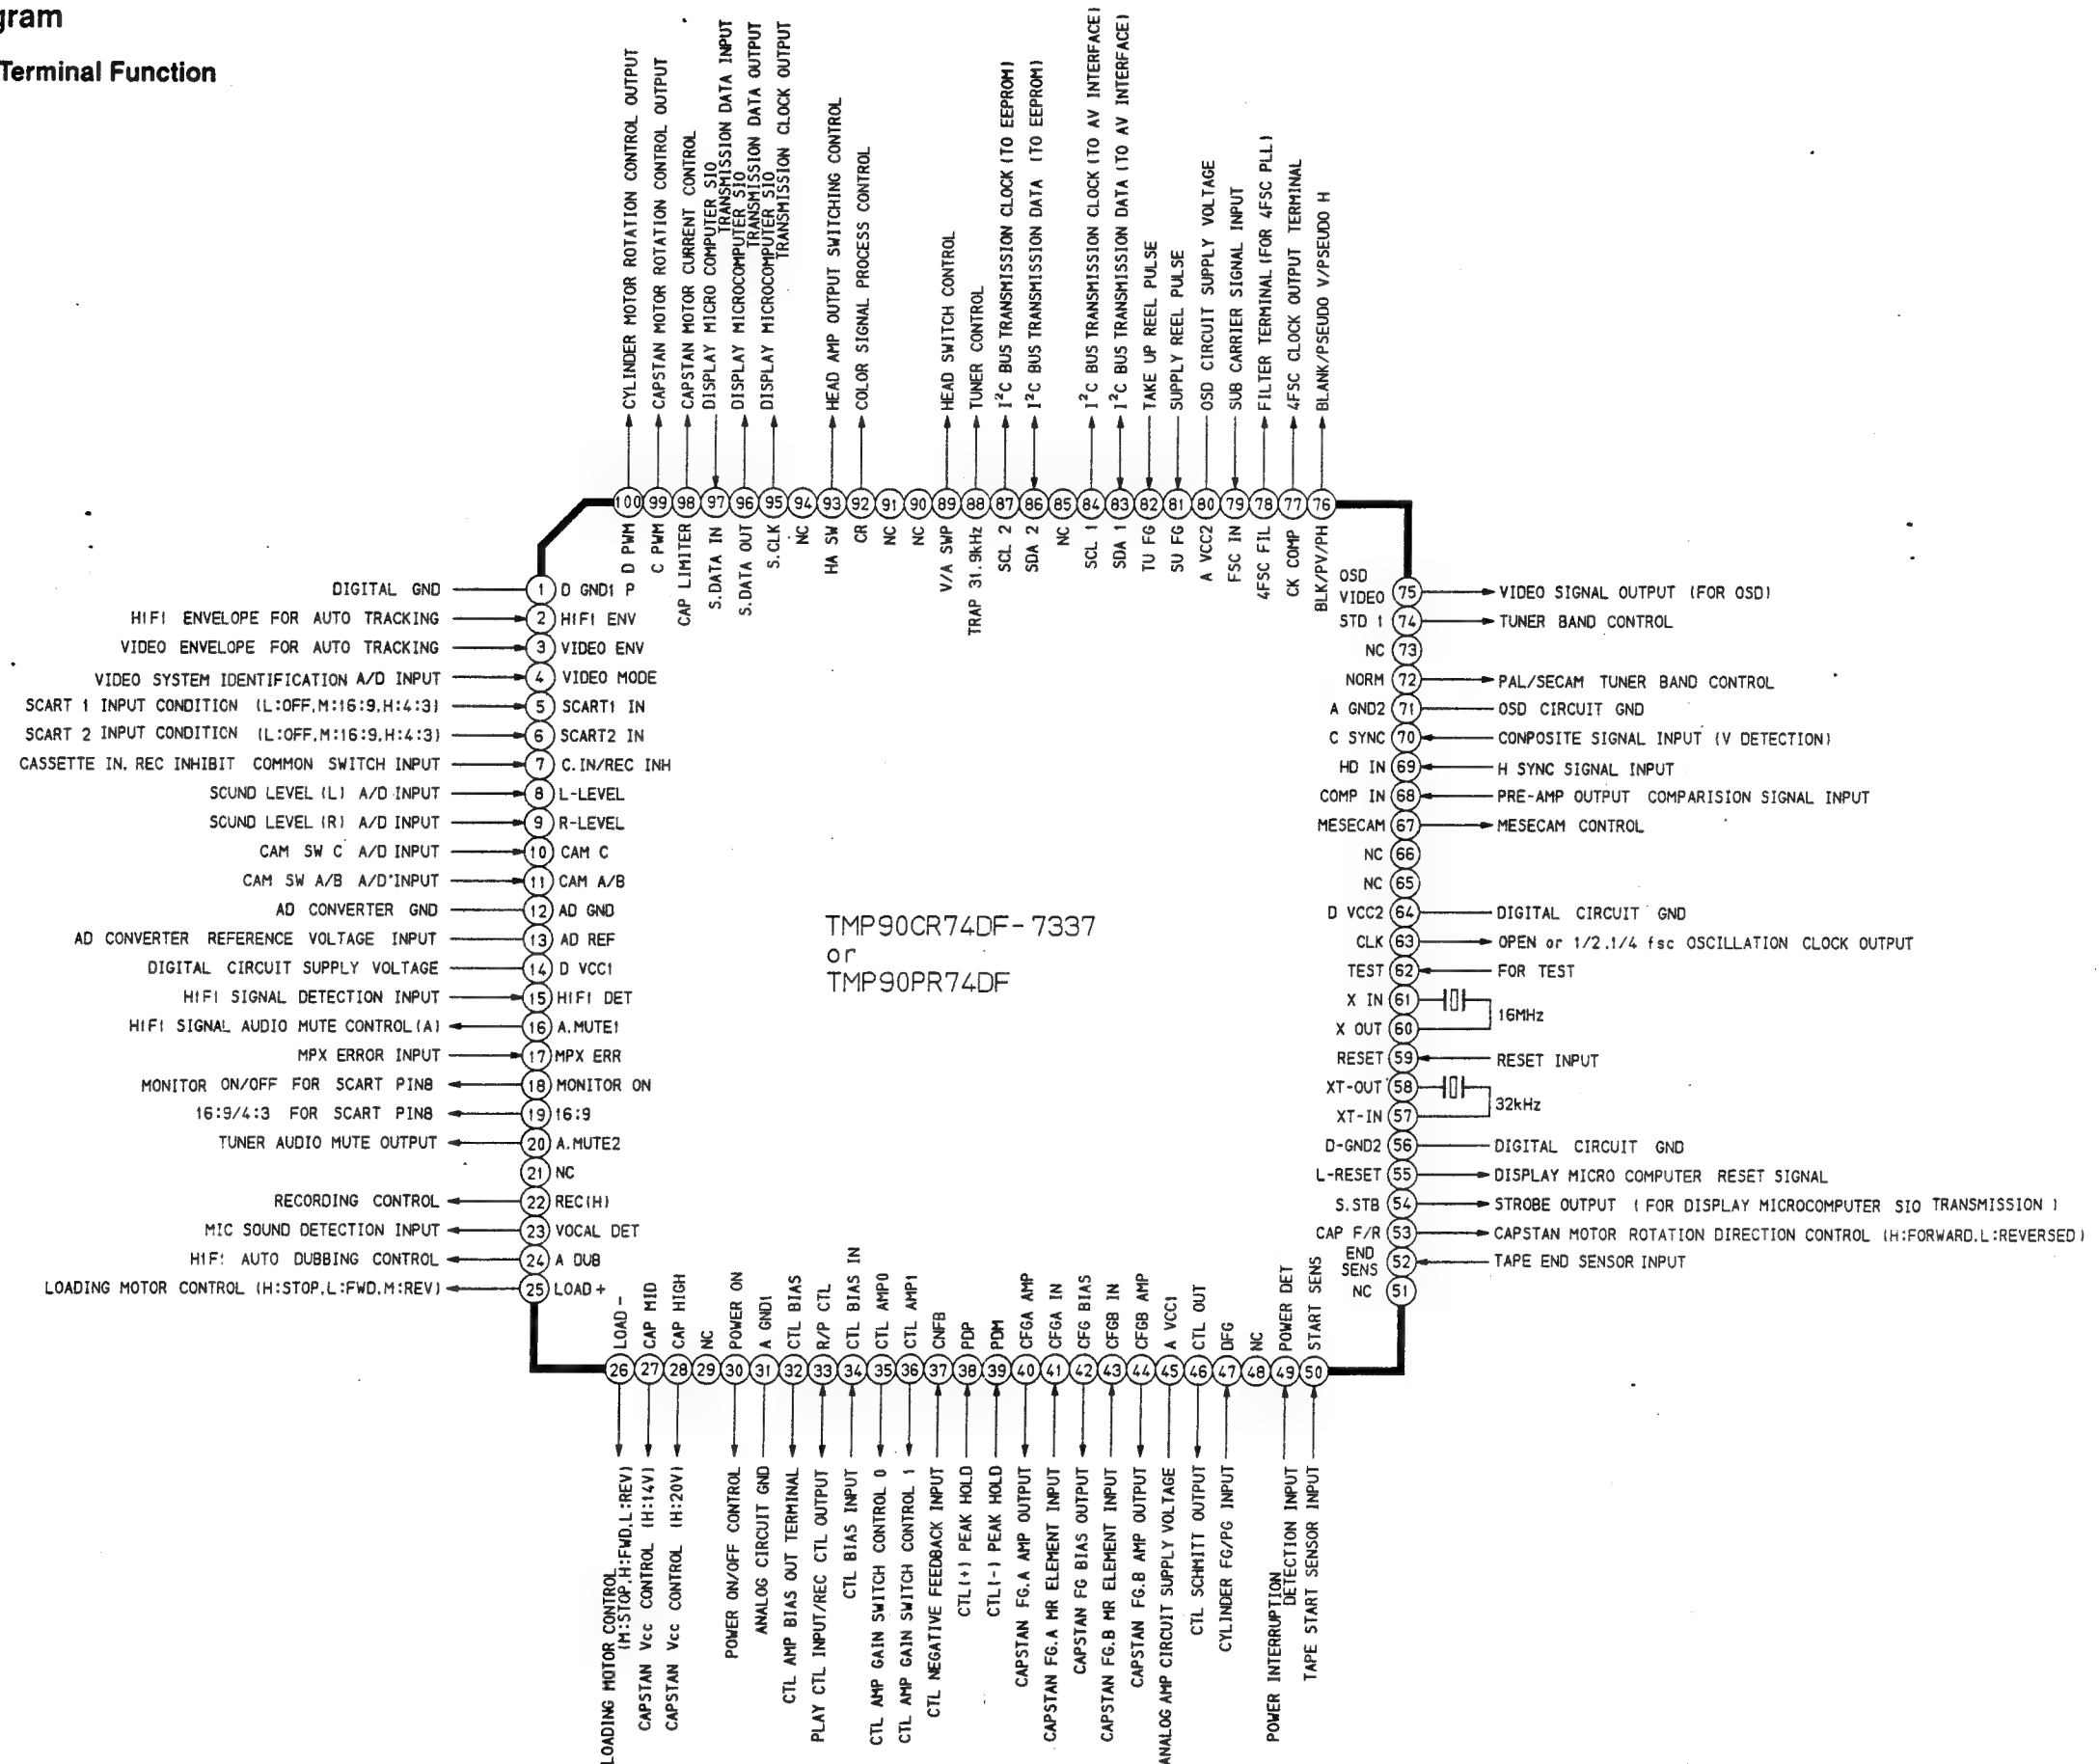 gram
Terminal Function
CYLINDER MOTOR ROTATION CONTROL OUTPUT
CAPSTAN MOTOR ROTATION CONTROL OUTPUT
CAPSTAN MOTOR CURRENT CONTROL
DISPLAY MICRO COMPUTER SIO
TRANSMISSION DATA INPUT
DISPLAY MICROCOMPUTER SIO
TRANSMISSION DATA OUTPUT
DISPLAY MICROCOMPUTER SIO
TRANSMISSION CLOCK OUTPUT
HEAD AMP OUTPUT SWITCHING CONTROL
COLOR SIGNAL PROCESS CONTROL
HEAD SWITCH CONTROL
TUNER CONTROL
I²C BUS TRANSMISSION CLOCK (TO EEPROM)
I²C BUS TRANSMISSION DATA (TO EEPROM)
I²C BUS TRANSMISSION CLOCK (TO AV INTERFACE)
I²C BUS TRANSMISSION DATA (TO AV INTERFACE)
TAKE UP REEL PULSE
SUPPLY REEL PULSE
OSD CIRCUIT SUPPLY VOLTAGE
SUB CARRIER SIGNAL INPUT
FILTER TERMINAL (FOR 4FSC PLL)
4FSC CLOCK OUTPUT TERMINAL
BLANK/PSEUDO V/PSEUDO H
100 D PWM
99 C PWM
98 CAP LIMITER
97 S.DATA IN
96 S.DATA OUT
95 S.CLK
94 NC
93 HA SW
92 CR
91 NC
90 NC
89 V/A SWP
88 TRAP 31.9kHz
87 SCL 2
86 SDA 2
85 NC
84 SCL 1
83 SDA 1
82 TU FG
81 SU FG
80 A VCC2
79 FSC IN
78 4FSC FIL
77 CK COMP
76 BLK/PV/PH
DIGITAL GND 1 D GND1 P
HIFI ENVELOPE FOR AUTO TRACKING 2 HIFI ENV
VIDEO ENVELOPE FOR AUTO TRACKING 3 VIDEO ENV
VIDEO SYSTEM IDENTIFICATION A/D INPUT 4 VIDEO MODE
SCART 1 INPUT CONDITION (L:OFF,M:16:9,H:4:3) 5 SCART1 IN
SCART 2 INPUT CONDITION (L:OFF,M:16:9,H:4:3) 6 SCART2 IN
CASSETTE IN, REC INHIBIT COMMON SWITCH INPUT 7 C.IN/REC INH
SOUND LEVEL (L) A/D INPUT 8 L-LEVEL
SOUND LEVEL (R) A/D INPUT 9 R-LEVEL
CAM SW C A/D INPUT 10 CAM C
CAM SW A/B A/D INPUT 11 CAM A/B
AD CONVERTER GND 12 AD GND
AD CONVERTER REFERENCE VOLTAGE INPUT 13 AD REF
DIGITAL CIRCUIT SUPPLY VOLTAGE 14 D VCC1
HIFI SIGNAL DETECTION INPUT 15 HIFI DET
HIFI SIGNAL AUDIO MUTE CONTROL(A) 16 A.MUTE1
MPX ERROR INPUT 17 MPX ERR
MONITOR ON/OFF FOR SCART PIN8 18 MONITOR ON
16:9/4:3 FOR SCART PIN8 19 16:9
TUNER AUDIO MUTE OUTPUT 20 A.MUTE2
21 NC
RECORDING CONTROL 22 REC(H)
MIC SOUND DETECTION INPUT 23 VOCAL DET
HIFI AUTO DUBBING CONTROL 24 A DUB
LOADING MOTOR CONTROL (H:STOP,L:FWD,M:REV) 25 LOAD+
TMP90CR74DF-7337
or
TMP90PR74DF
OSD VIDEO 75 VIDEO SIGNAL OUTPUT (FOR OSD)
STD 1 74 TUNER BAND CONTROL
NC 73
NORM 72 PAL/SECAM TUNER BAND CONTROL
A GND2 71 OSD CIRCUIT GND
C SYNC 70 CONPOSITE SIGNAL INPUT (V DETECTION)
HD IN 69 H SYNC SIGNAL INPUT
COMP IN 68 PRE-AMP OUTPUT COMPARISION SIGNAL INPUT
MESECAM 67 MESECAM CONTROL
NC 66
NC 65
D VCC2 64 DIGITAL CIRCUIT GND
CLK 63 OPEN or 1/2,1/4 fsc OSCILLATION CLOCK OUTPUT
TEST 62 FOR TEST
X IN 61
16MHz
X OUT 60
RESET 59 RESET INPUT
XT-OUT 58
32kHz
XT-IN 57
D-GND2 56 DIGITAL CIRCUIT GND
L-RESET 55 DISPLAY MICRO COMPUTER RESET SIGNAL
S.STB 54 STROBE OUTPUT (FOR DISPLAY MICROCOMPUTER SIO TRANSMISSION)
CAP F/R 53 CAPSTAN MOTOR ROTATION DIRECTION CONTROL (H:FORWARD,L:REVERSED)
END SENS 52 TAPE END SENSOR INPUT
NC 51
26 LOAD-
27 CAP MID
28 CAP HIGH
29 NC
30 POWER ON
31 A GND1
32 CTL BIAS
33 R/P CTL
34 CTL BIAS IN
35 CTL AMP0
36 CTL AMP1
37 CNFB
38 PDP
39 PDM
40 CFGA AMP
41 CFGA IN
42 CFG BIAS
43 CFGB IN
44 CFGB AMP
45 A VCC1
46 CTL OUT
47 DFG
48 NC
49 POWER DET
50 START SENS
LOADING MOTOR CONTROL
(M:STOP,H:FWD,L:REV)
CAPSTAN Vcc CONTROL (H:14V)
CAPSTAN Vcc CONTROL (H:20V)
POWER ON/OFF CONTROL
ANALOG CIRCUIT GND
CTL AMP BIAS OUT TERMINAL
PLAY CTL INPUT/REC CTL OUTPUT
CTL BIAS INPUT
CTL AMP GAIN SWITCH CONTROL 0
CTL AMP GAIN SWITCH CONTROL 1
CTL NEGATIVE FEEDBACK INPUT
CTL(+) PEAK HOLD
CTL(-) PEAK HOLD
CAPSTAN FG.A AMP OUTPUT
CAPSTAN FG.A MR ELEMENT INPUT
CAPSTAN FG BIAS OUTPUT
CAPSTAN FG.B MR ELEMENT INPUT
CAPSTAN FG.B AMP OUTPUT
ANALOG AMP CIRCUIT SUPPLY VOLTAGE
CTL SCHMITT OUTPUT
CYLINDER FG/PG INPUT
POWER INTERRUPTION
DETECTION INPUT
TAPE START SENSOR INPUT